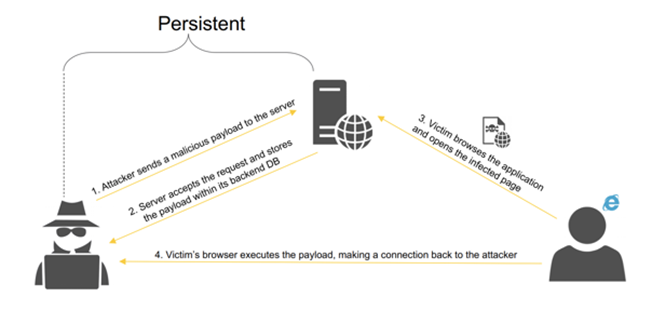 Persistent
1. Attacker sends a malicious payload to the server
2. Server accepts the request and stores
the payload within its backend DB
3. Victim browses the application
and opens the infected page
4. Victim's browser executes the payload, making a connection back to the attacker